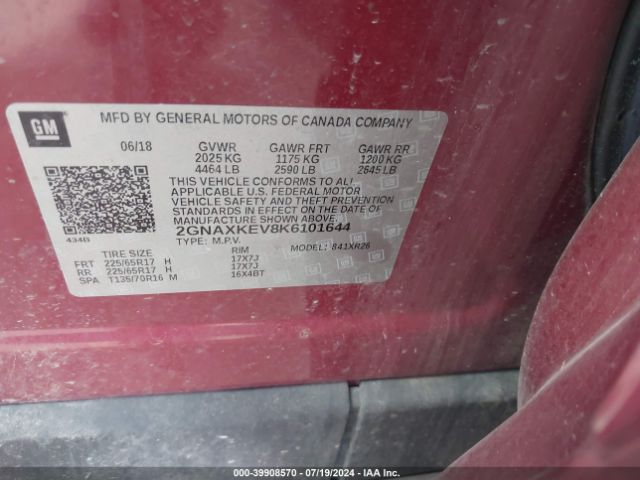 GM
MFD BY GENERAL MOTORS OF CANADA COMPANY
06/18 GVWR GAWR FRT GAWR RR
2025 KG 1175 KG 1200 KG
4464 LB 2590 LB 2645 LB
THIS VEHICLE CONFORMS TO ALL
APPLICABLE U.S. FEDERAL MOTOR
VEHICLE SAFETY STANDARDS
IN EFFECT ON THE DATE OF
MANUFACTURE SHOWN ABOVE.
2GNAXKEV8K6101644
434B TYPE: M.P.V. MODEL: 841XR26
TIRE SIZE RIM
FRT 225/65R17 H 17X7J
RR 225/65R17 H 17X7J
SPA T135/70R16 M 16X4BT
000-39908570 07/19/2024 IAA Inc.